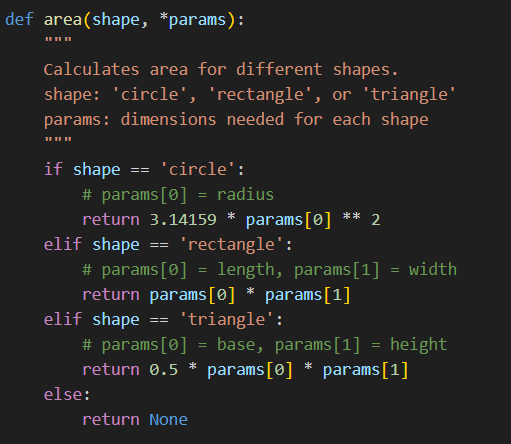 def area(shape, *params):
    """
    Calculates area for different shapes.
    shape: 'circle', 'rectangle', or 'triangle'
    params: dimensions needed for each shape
    """
    if shape == 'circle':
        # params[0] = radius
        return 3.14159 * params[0] ** 2
    elif shape == 'rectangle':
        # params[0] = length, params[1] = width
        return params[0] * params[1]
    elif shape == 'triangle':
        # params[0] = base, params[1] = height
        return 0.5 * params[0] * params[1]
    else:
        return None